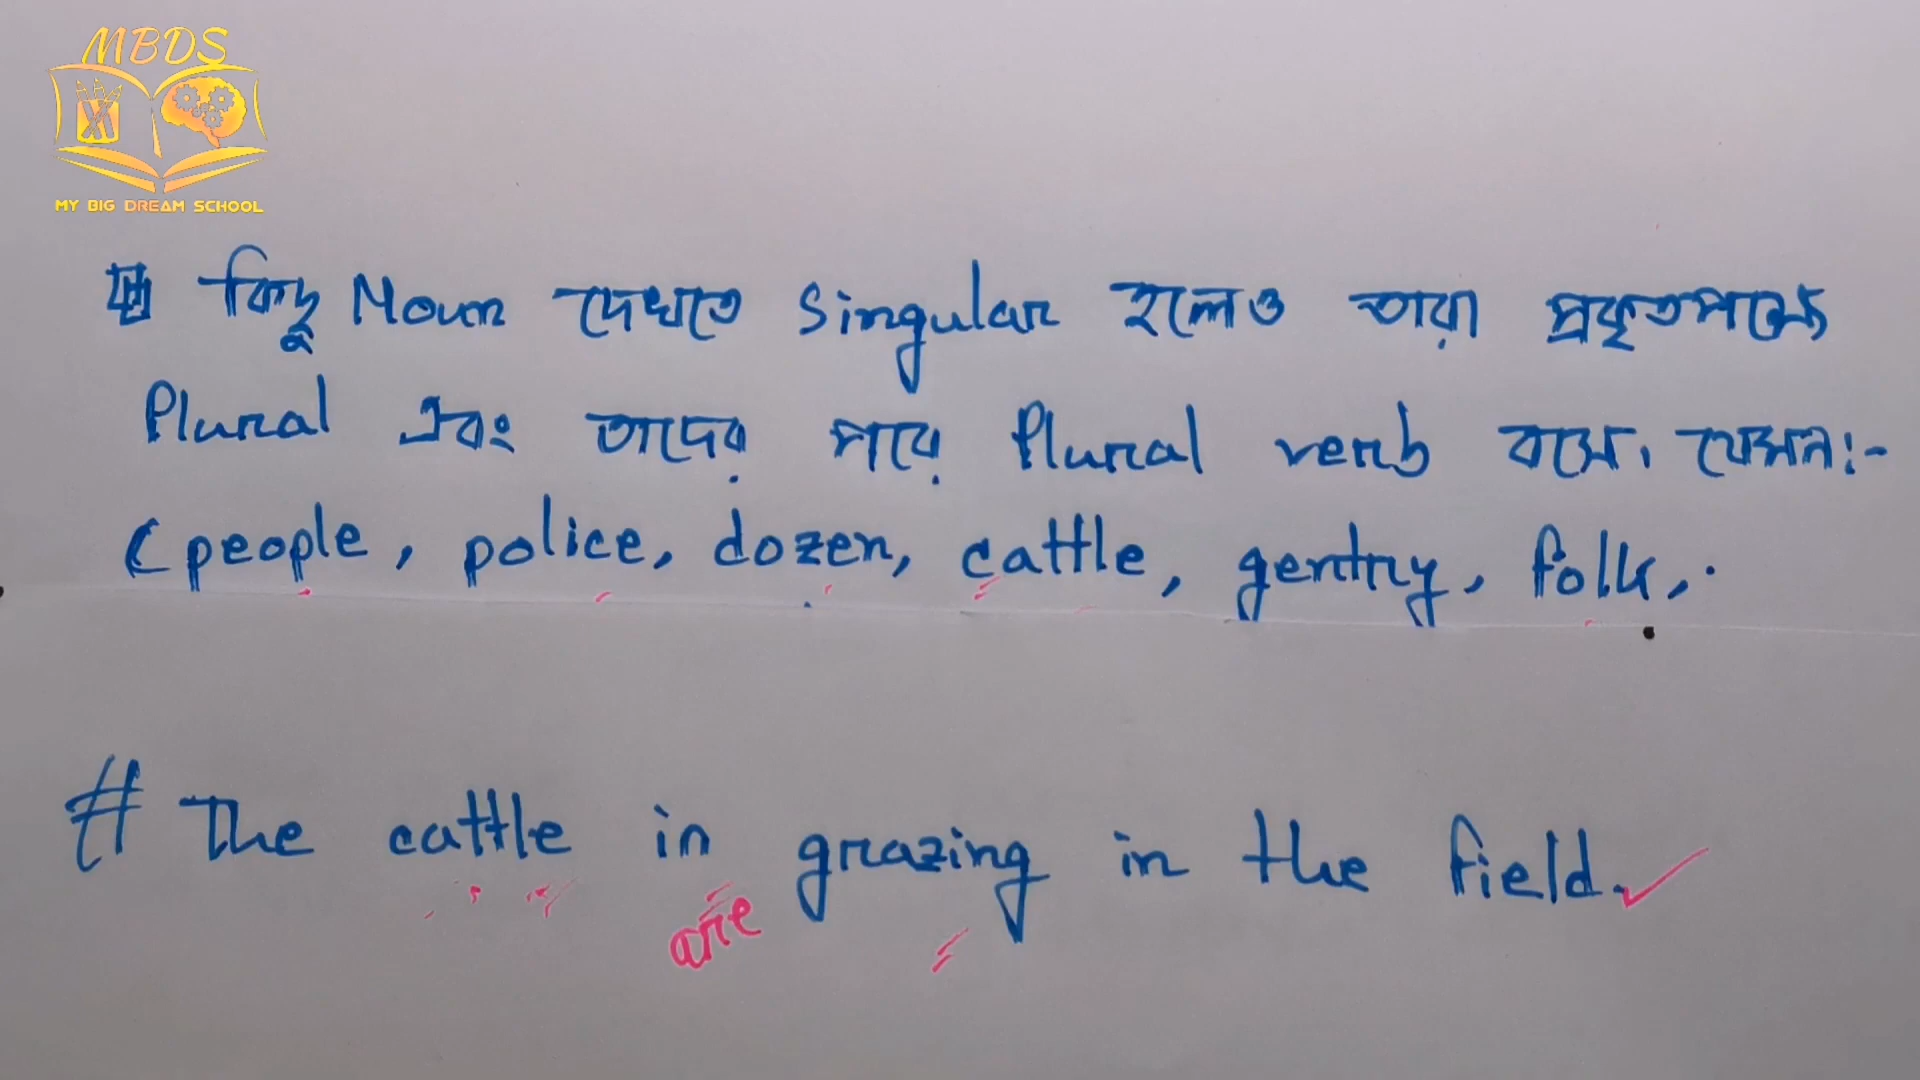 MBDS
MY BIG DREAM SCHOOL
কিছু Noun দেখতে Singular হলেও তারা প্রকৃতপক্ষে
Plural এবং তাদের পরে Plural verb বসে। যেমন:-
(people, police, dozen, cattle, gentry, folk,.
# The cattle in grazing in the field.
are